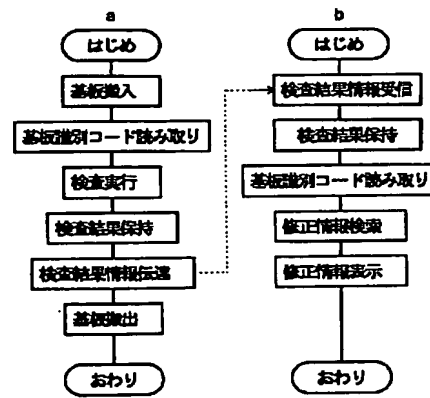 a
はじめ
基板搬入
基板識別コード読み取り
検査実行
検査結果保持
検査結果情報伝達
基板搬出
おわり
b
はじめ
検査結果情報受信
検査結果保持
基板識別コード読み取り
修正情報検索
修正情報表示
おわり